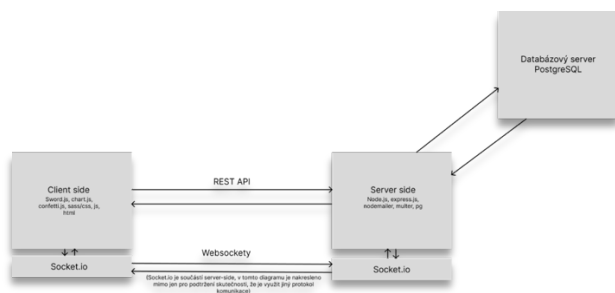 Databázový server
PostgreSQL
REST API
Client side
Sword.js, chart.js,
confetti.js, sass/css, js,
html
Server side
Node.js, express.js,
nodemailer, multer, pg
Websockety
Socket.io
Socket.io
(Socket.io je součástí server-side, v tomto diagramu je nakresleno
mimo jen pro podtržení skutečnosti, že je využit jiný protokol
komunikace)